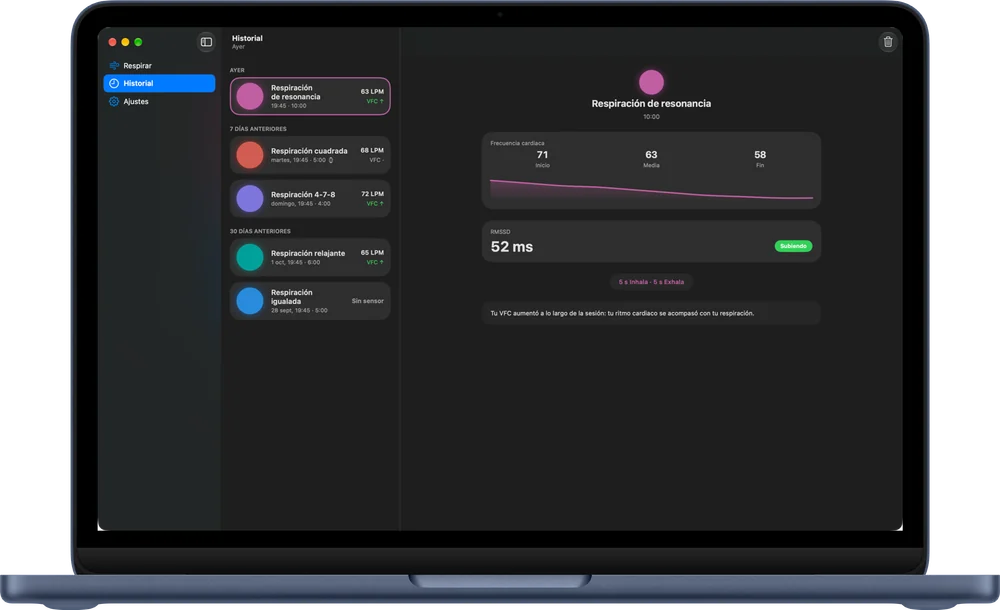 Respirar
Historial
Ajustes
Historial
Ayer
AYER
Respiración
de resonancia
19:45 · 10:00
63 LPM
VFC ↑
7 DÍAS ANTERIORES
Respiración cuadrada
martes, 19:45 · 5:00
68 LPM
VFC ·
Respiración 4-7-8
domingo, 19:45 · 4:00
72 LPM
VFC ↑
30 DÍAS ANTERIORES
Respiración relajante
1 oct, 19:45 · 6:00
65 LPM
VFC ↑
Respiración
igualada
28 sept, 19:45 · 5:00
Sin sensor
Respiración de resonancia
10:00
Frecuencia cardiaca
71 63 58
Inicio Media Fin
RMSSD
52 ms
Subiendo
5 s Inhala · 5 s Exhala
Tu VFC aumentó a lo largo de la sesión: tu ritmo cardiaco se acompasó con tu respiración.